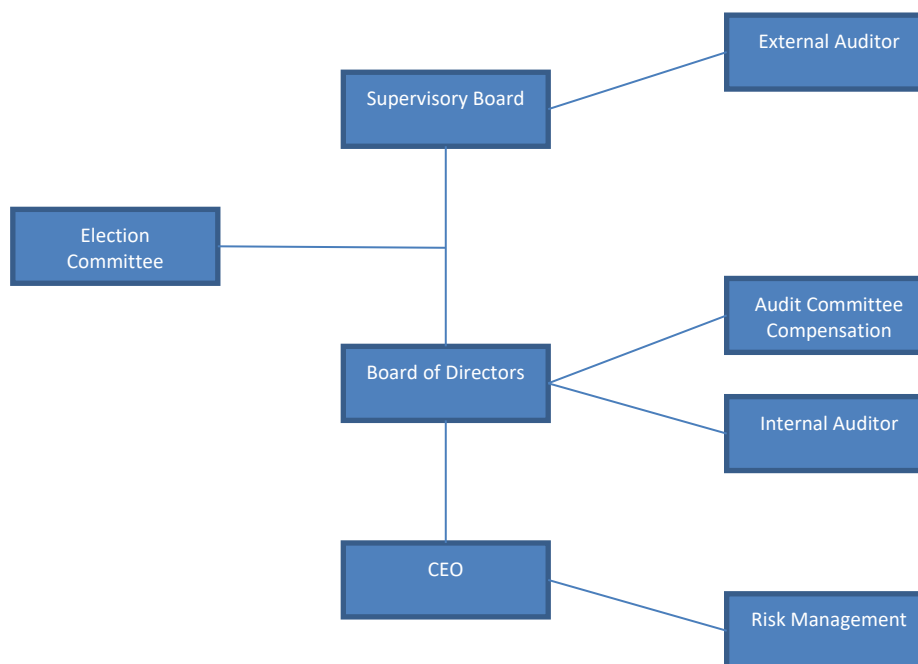 External Auditor
Supervisory Board
Election
Committee
Audit Committee
Compensation
Board of Directors
Internal Auditor
CEO
Risk Management